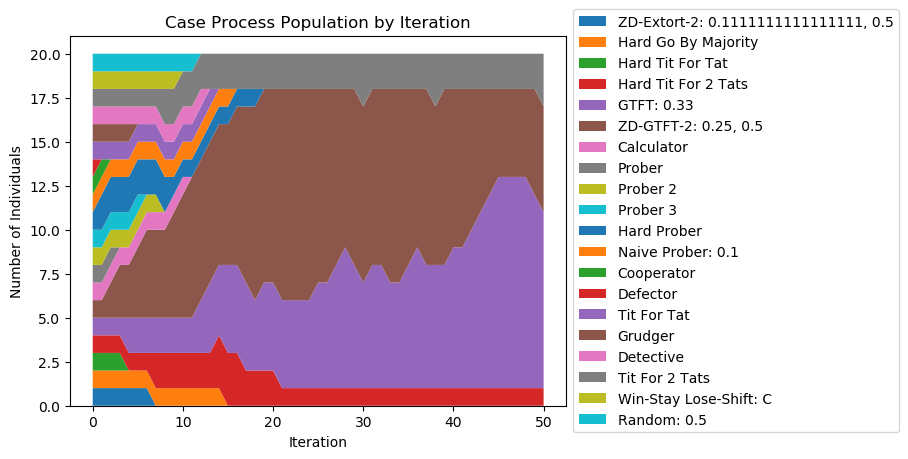 Case Process Population by Iteration
20.0
17.5
15.0
12.5
10.0
7.5
5.0
2.5
0.0
Number of Individuals
0 10 20 30 40 50
Iteration
ZD-Extort-2: 0.1111111111111111, 0.5
Hard Go By Majority
Hard Tit For Tat
Hard Tit For 2 Tats
GTFT: 0.33
ZD-GTFT-2: 0.25, 0.5
Calculator
Prober
Prober 2
Prober 3
Hard Prober
Naive Prober: 0.1
Cooperator
Defector
Tit For Tat
Grudger
Detective
Tit For 2 Tats
Win-Stay Lose-Shift: C
Random: 0.5